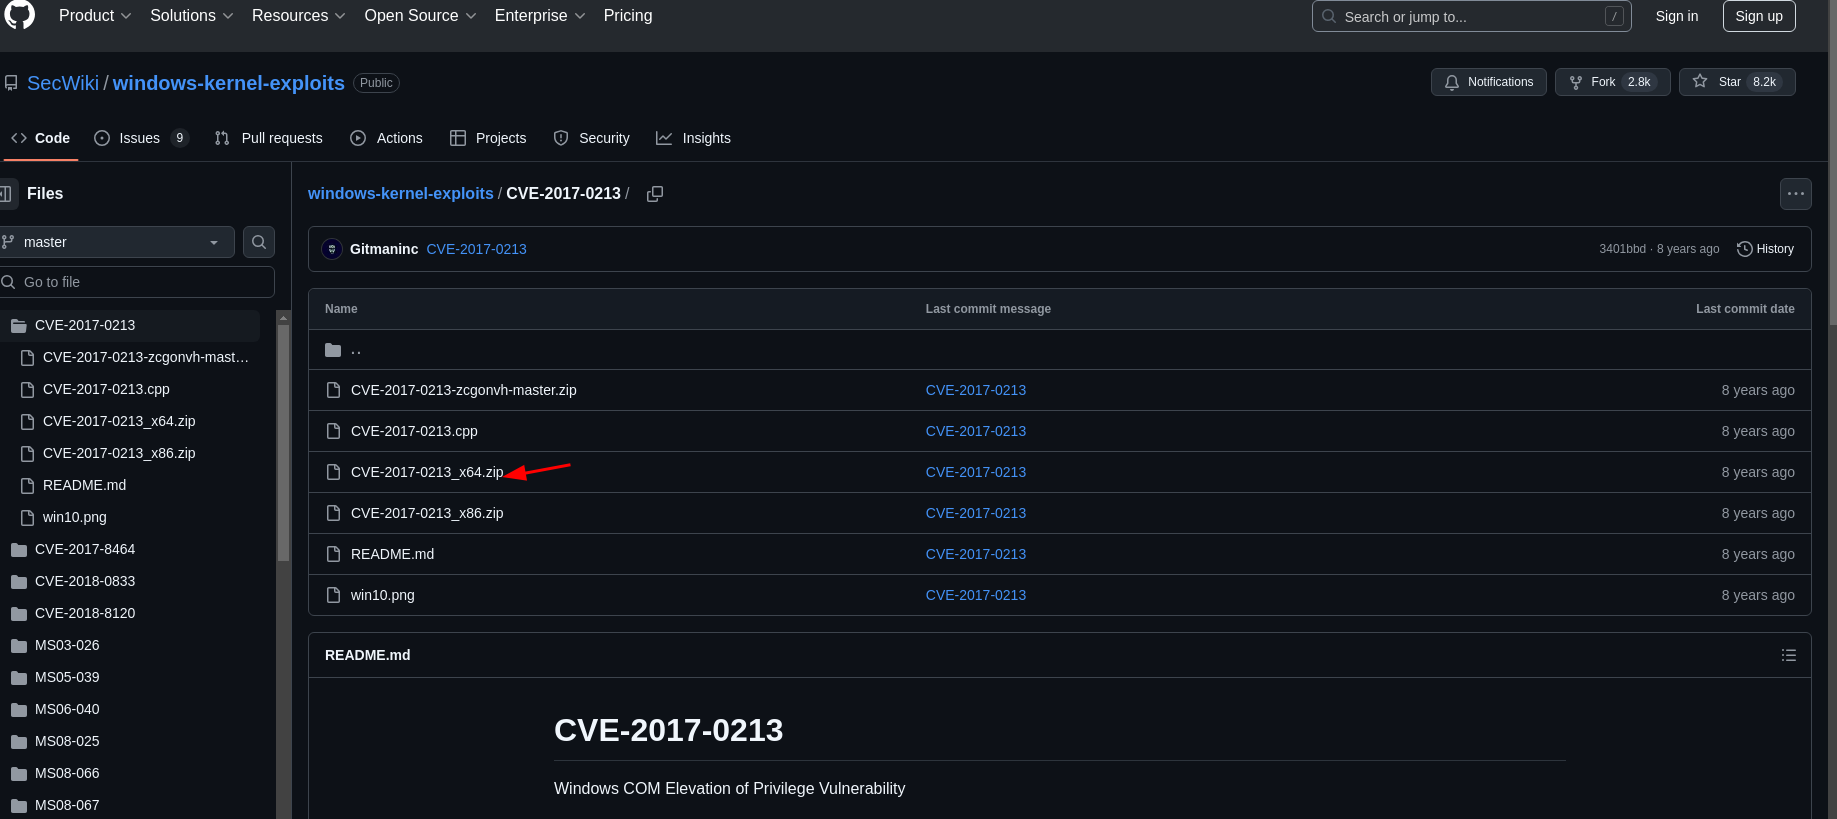 Product Solutions Resources Open Source Enterprise Pricing Search or jump to... / Sign in Sign up
SecWiki / windows-kernel-exploits Public Notifications Fork 2.8k Star 8.2k
Code Issues 9 Pull requests Actions Projects Security Insights
Files
master
Go to file
CVE-2017-0213
CVE-2017-0213-zcgonvh-mast...
CVE-2017-0213.cpp
CVE-2017-0213_x64.zip
CVE-2017-0213_x86.zip
README.md
win10.png
CVE-2017-8464
CVE-2018-0833
CVE-2018-8120
MS03-026
MS05-039
MS06-040
MS08-025
MS08-066
MS08-067
windows-kernel-exploits / CVE-2017-0213 /
Gitmaninc CVE-2017-0213 3401bbd · 8 years ago History
Name Last commit message Last commit date
..
CVE-2017-0213-zcgonvh-master.zip CVE-2017-0213 8 years ago
CVE-2017-0213.cpp CVE-2017-0213 8 years ago
CVE-2017-0213_x64.zip CVE-2017-0213 8 years ago
CVE-2017-0213_x86.zip CVE-2017-0213 8 years ago
README.md CVE-2017-0213 8 years ago
win10.png CVE-2017-0213 8 years ago
README.md
CVE-2017-0213
Windows COM Elevation of Privilege Vulnerability